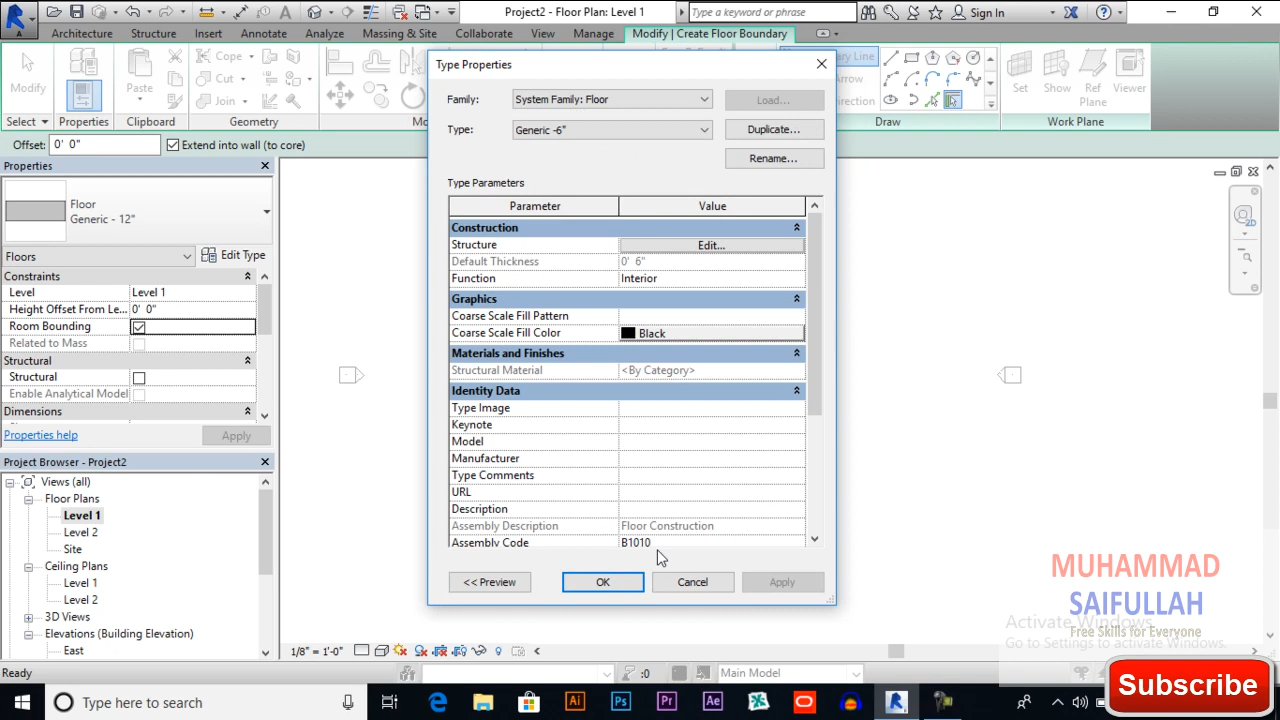 Project2 - Floor Plan: Level 1
Type a keyword or phrase
Sign In
A
Architecture
Structure
Insert
Annotate
Analyze
Massing & Site
Collaborate
View
Manage
Modify | Create Floor Boundary
Modify
Paste
Cope
Cut
Join
Set
Show
Ref
Plane
Viewer
Select
Properties
Clipboard
Geometry
Draw
Work Plane
Offset: 0' 0"
Extend into wall (to core)
Properties
Floor
Generic - 12"
Floors
Edit Type
Constraints
Level
Level 1
Height Offset From Le...
0' 0"
Room Bounding
Related to Mass
Structural
Structural
Enable Analytical Model
Dimensions
Properties help
Apply
Project Browser - Project2
Views (all)
Floor Plans
Level 1
Level 2
Site
Ceiling Plans
Level 1
Level 2
3D Views
Elevations (Building Elevation)
East
Type Properties
Family:
System Family: Floor
Load...
Type:
Generic -6"
Duplicate...
Rename...
Type Parameters
Parameter
Value
Construction
Structure
Edit...
Default Thickness
0' 6"
Function
Interior
Graphics
Coarse Scale Fill Pattern
Coarse Scale Fill Color
Black
Materials and Finishes
Structural Material
<By Category>
Identity Data
Type Image
Keynote
Model
Manufacturer
Type Comments
URL
Description
Assembly Description
Floor Construction
Assembly Code
B1010
<< Preview
OK
Cancel
Apply
2D
MUHAMMAD
SAIFULLAH
Free Skills for Everyone
Activate Windows
Go to Settings to activate Windows.
1/8" = 1'-0"
Ready
:0
Main Model
Type here to search
Ai
Ps
Pr
Ae
Subscribe